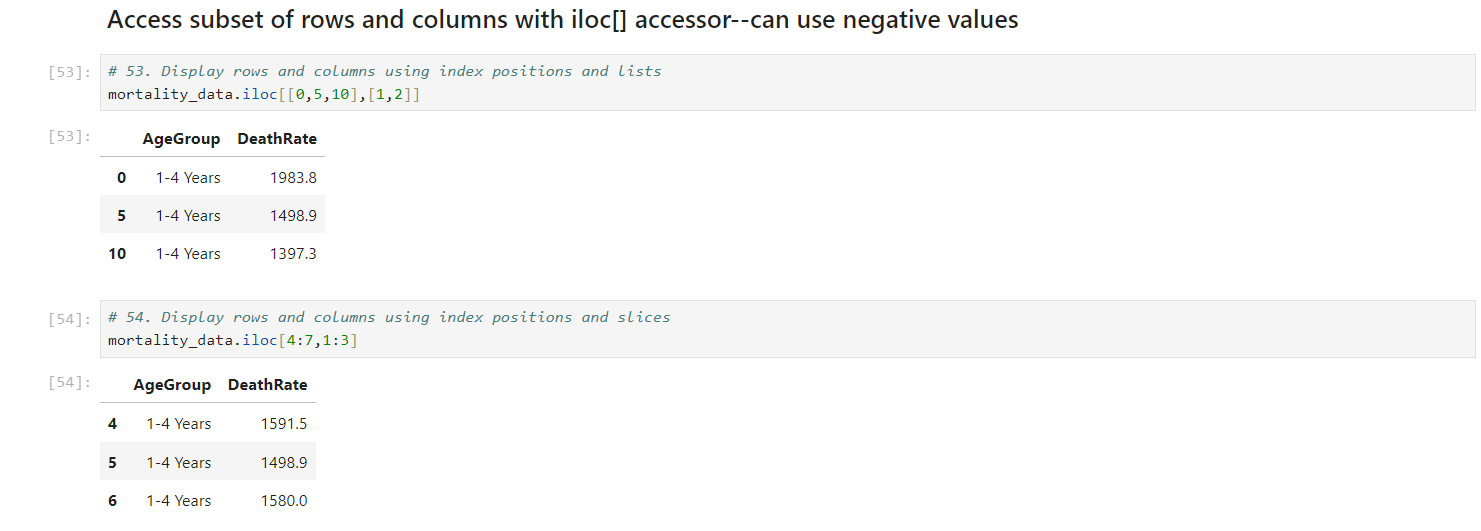 Access subset of rows and columns with iloc[] accessor--can use negative values
[53]: # 53. Display rows and columns using index positions and lists
mortality_data.iloc[[0,5,10],[1,2]]
[53]: AgeGroup DeathRate
0 1-4 Years 1983.8
5 1-4 Years 1498.9
10 1-4 Years 1397.3
[54]: # 54. Display rows and columns using index positions and slices
mortality_data.iloc[4:7,1:3]
[54]: AgeGroup DeathRate
4 1-4 Years 1591.5
5 1-4 Years 1498.9
6 1-4 Years 1580.0